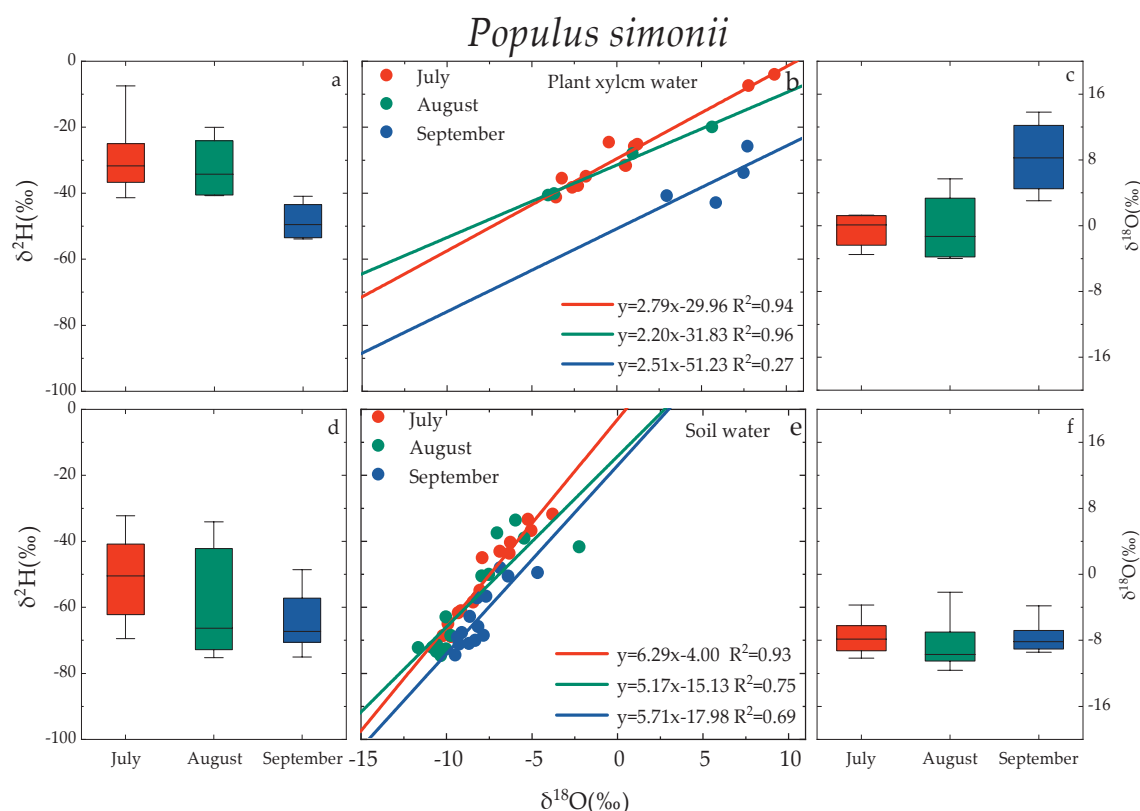 Populus simonii
0
-20
-40
-60
-80
-100
δ²H(‰)
a
July
August
September
Plant xylcm water
b
y=2.79x-29.96 R²=0.94
y=2.20x-31.83 R²=0.96
y=2.51x-51.23 R²=0.27
c
16
8
0
-8
-16
δ¹⁸O(‰)
0
-20
-40
-60
-80
-100
δ²H(‰)
d
July
August
September
July
August
September
Soil water
e
y=6.29x-4.00 R²=0.93
y=5.17x-15.13 R²=0.75
y=5.71x-17.98 R²=0.69
-15
-10
-5
0
5
10
δ¹⁸O(‰)
f
16
8
0
-8
-16
δ¹⁸O(‰)
July
August
September